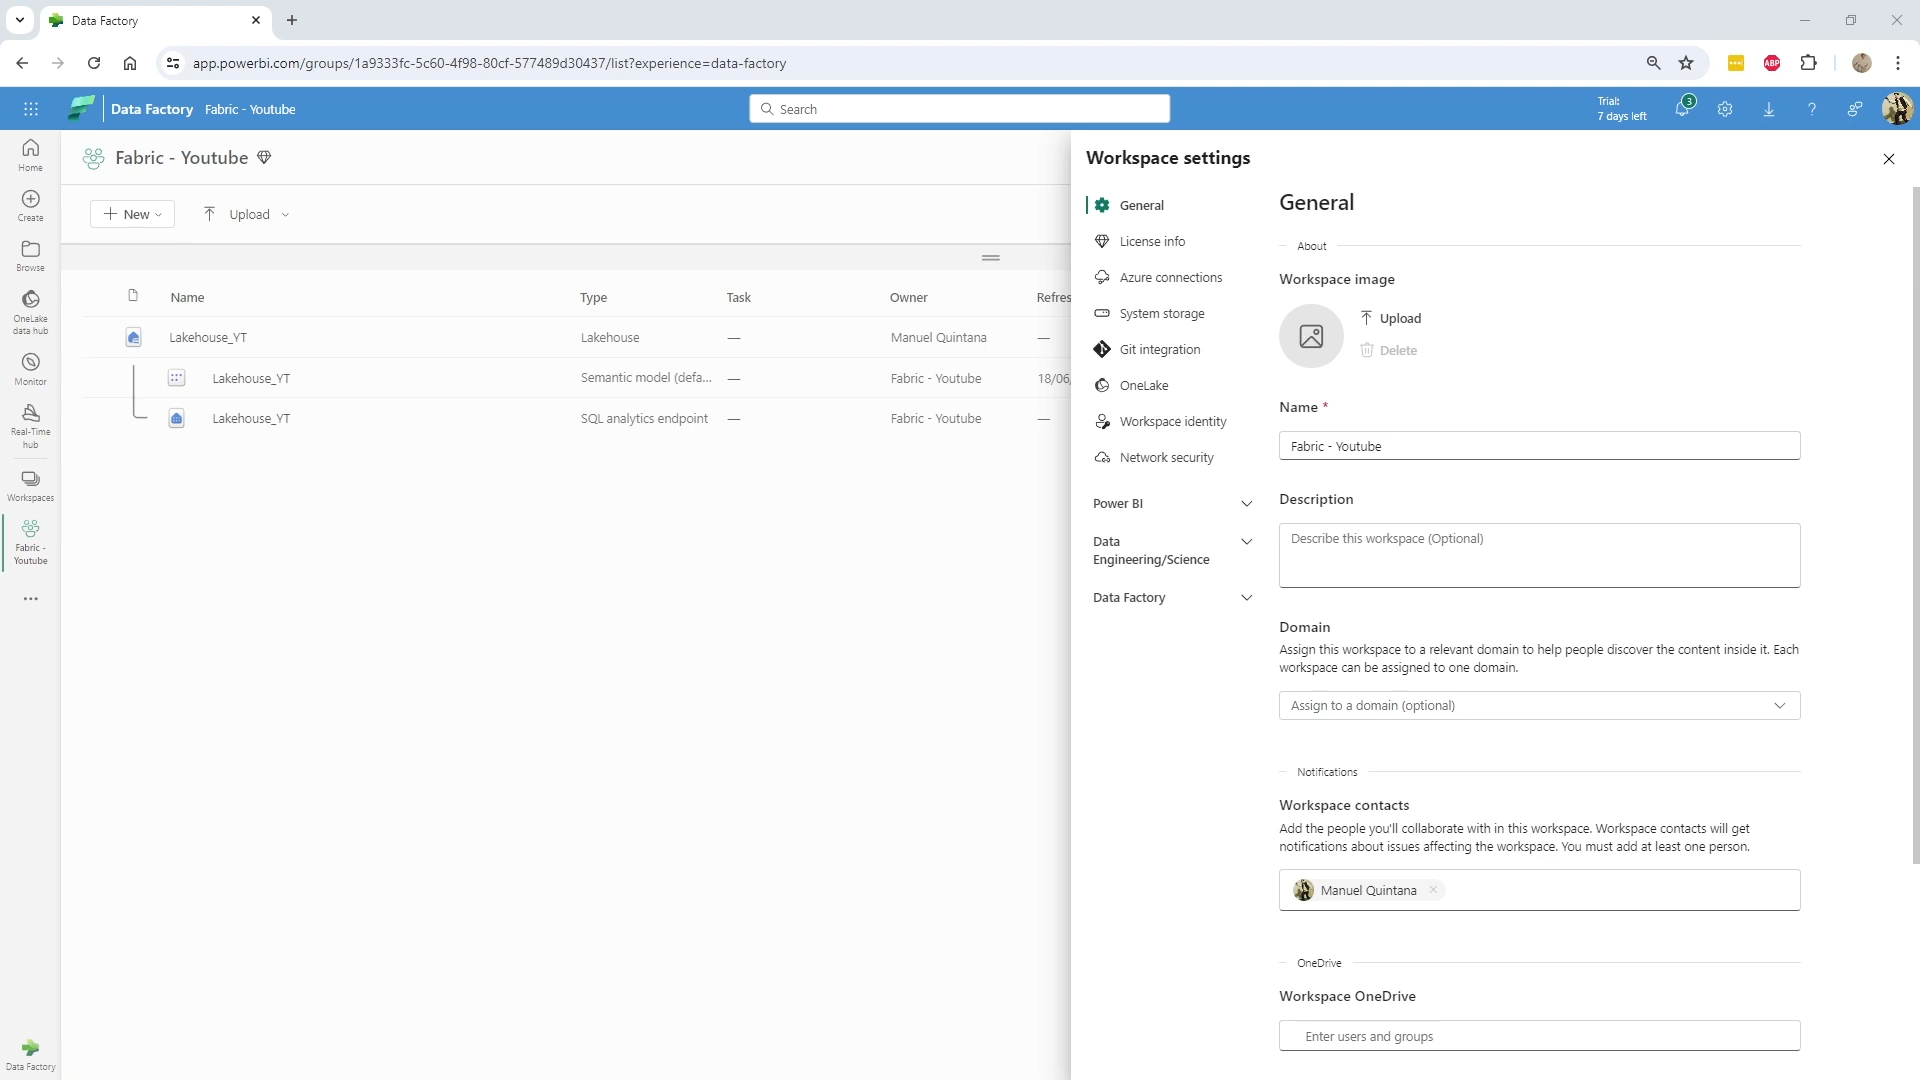 Data Factory
app.powerbi.com/groups/1a9333fc-5c60-4f98-80cf-577489d30437/list?experience=data-factory
ABP
Data Factory
Fabric - Youtube
Search
Trial:
7 days left
3
Home
Create
Browse
OneLake
data hub
Monitor
Real-Time
hub
Workspaces
Fabric -
Youtube
Data Factory
Fabric - Youtube
New
Upload
Name
Type
Task
Owner
Refres
Lakehouse_YT
Lakehouse
—
Manuel Quintana
—
Lakehouse_YT
Semantic model (defa...
—
Fabric - Youtube
18/06,
Lakehouse_YT
SQL analytics endpoint
—
Fabric - Youtube
—
Workspace settings
General
License info
Azure connections
System storage
Git integration
OneLake
Workspace identity
Network security
Power BI
Data
Engineering/Science
Data Factory
General
About
Workspace image
Upload
Delete
Name *
Fabric - Youtube
Description
Describe this workspace (Optional)
Domain
Assign this workspace to a relevant domain to help people discover the content inside it. Each
workspace can be assigned to one domain.
Assign to a domain (optional)
Notifications
Workspace contacts
Add the people you'll collaborate with in this workspace. Workspace contacts will get
notifications about issues affecting the workspace. You must add at least one person.
Manuel Quintana
OneDrive
Workspace OneDrive
Enter users and groups